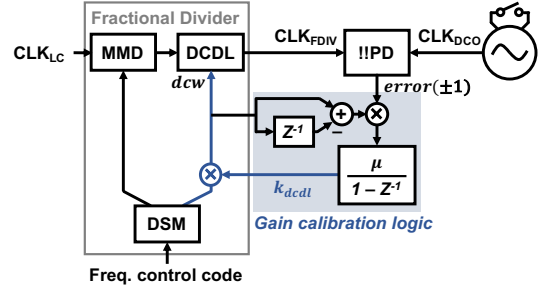 Fractional Divider
CLK_LC
MMD
DCDL
CLK_FDIV
!!PD
CLK_DCO
dcw
error(±1)
+
−
Z⁻¹
×
μ
1 − Z⁻¹
×
k_dcdl
DSM
Gain calibration logic
Freq. control code